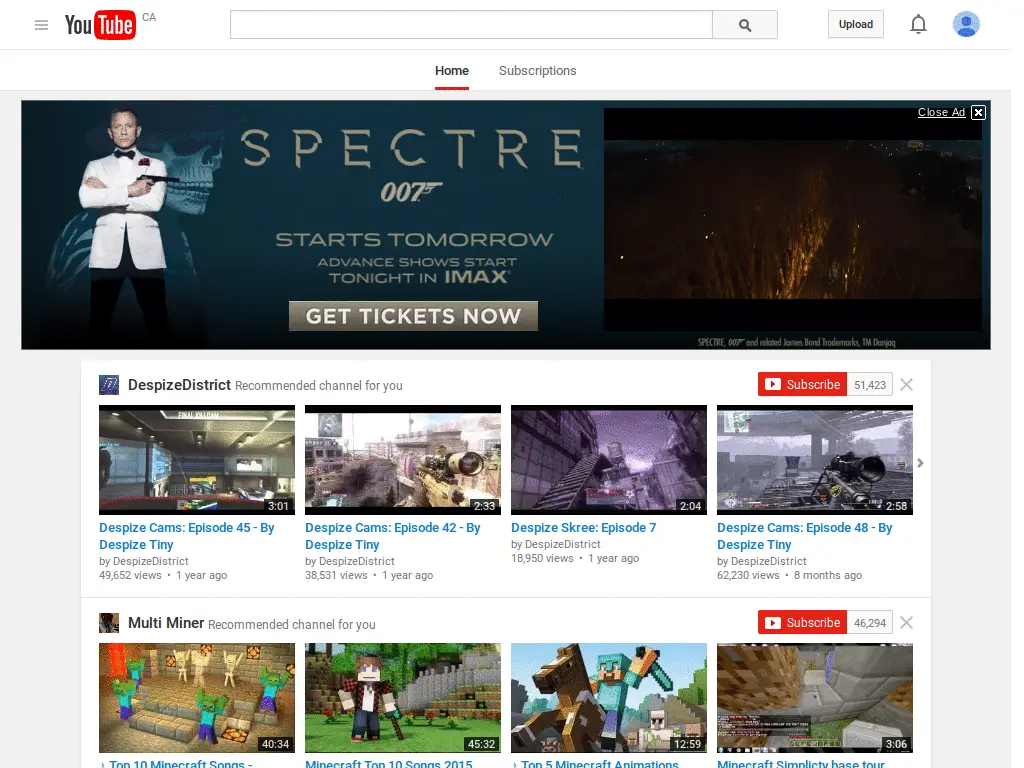 YouTube CA
Upload
Home Subscriptions
Close Ad
SPECTRE
007
STARTS TOMORROW
ADVANCE SHOWS START
TONIGHT IN IMAX
GET TICKETS NOW
SPECTRE, 007 and related James Bond Trademarks, TM Danjaq
DespizeDistrict Recommended channel for you
Subscribe 51,423
3:01
2:33
2:04
2:58
Despize Cams: Episode 45 - By
Despize Tiny
by DespizeDistrict
49,652 views • 1 year ago
Despize Cams: Episode 42 - By
Despize Tiny
by DespizeDistrict
38,531 views • 1 year ago
Despize Skree: Episode 7
by DespizeDistrict
18,950 views • 1 year ago
Despize Cams: Episode 48 - By
Despize Tiny
by DespizeDistrict
62,230 views • 8 months ago
Multi Miner Recommended channel for you
Subscribe 46,294
40:34
45:32
12:59
3:06
♪ Top 10 Minecraft Songs -
Minecraft Top 10 Songs 2015
♪ Top 5 Minecraft Animations
Minecraft Simplicty base tour